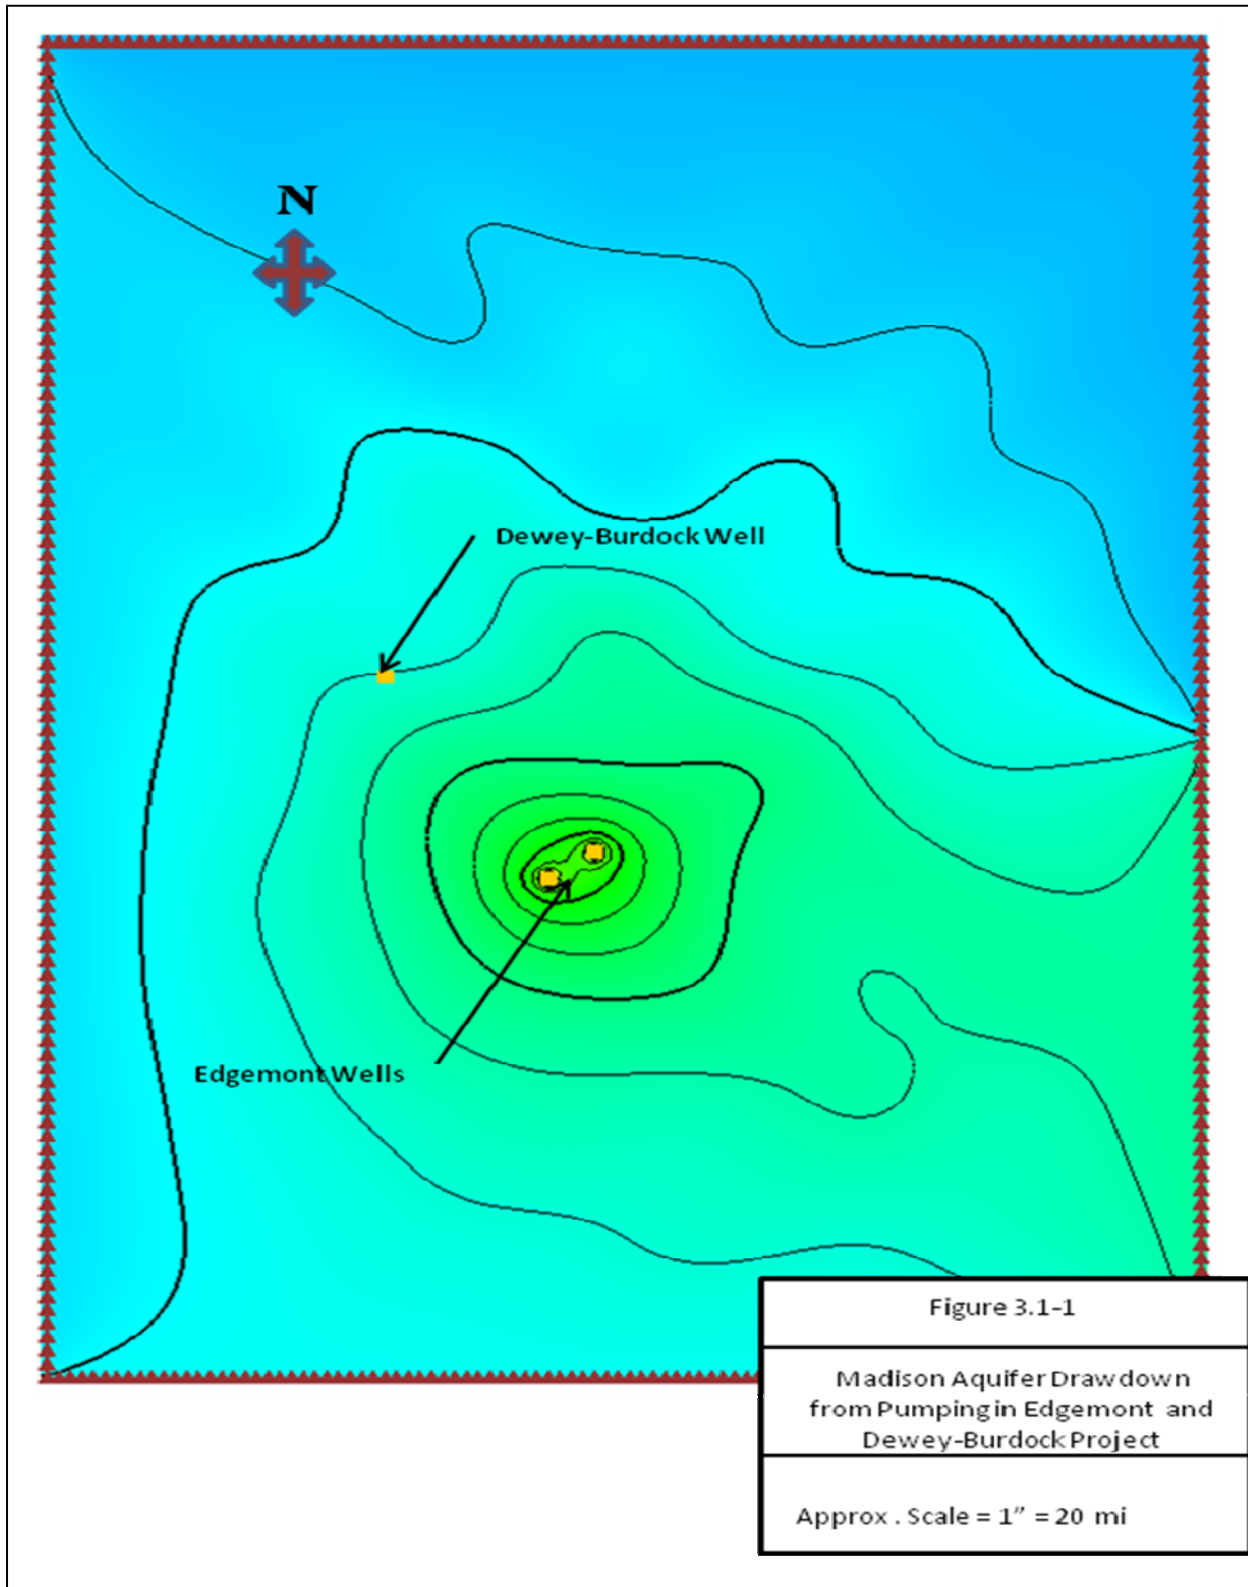 N
Dewey-Burdock Well
Edgemont Wells
Figure 3.1-1
Madison Aquifer Drawdown
from Pumping in Edgemont and
Dewey-Burdock Project
Approx . Scale = 1” = 20 mi